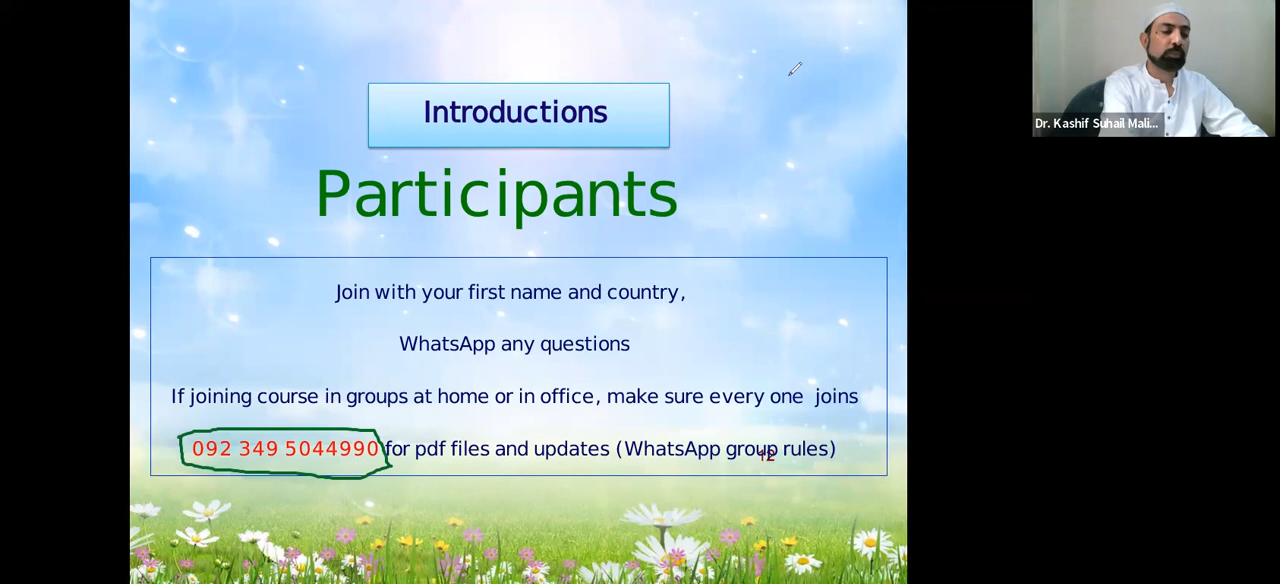 Introductions
Participants
Join with your first name and country,
WhatsApp any questions
If joining course in groups at home or in office, make sure every one  joins
092 349 5044990 for pdf files and updates (WhatsApp group rules)
12
Dr. Kashif Suhail Mali...